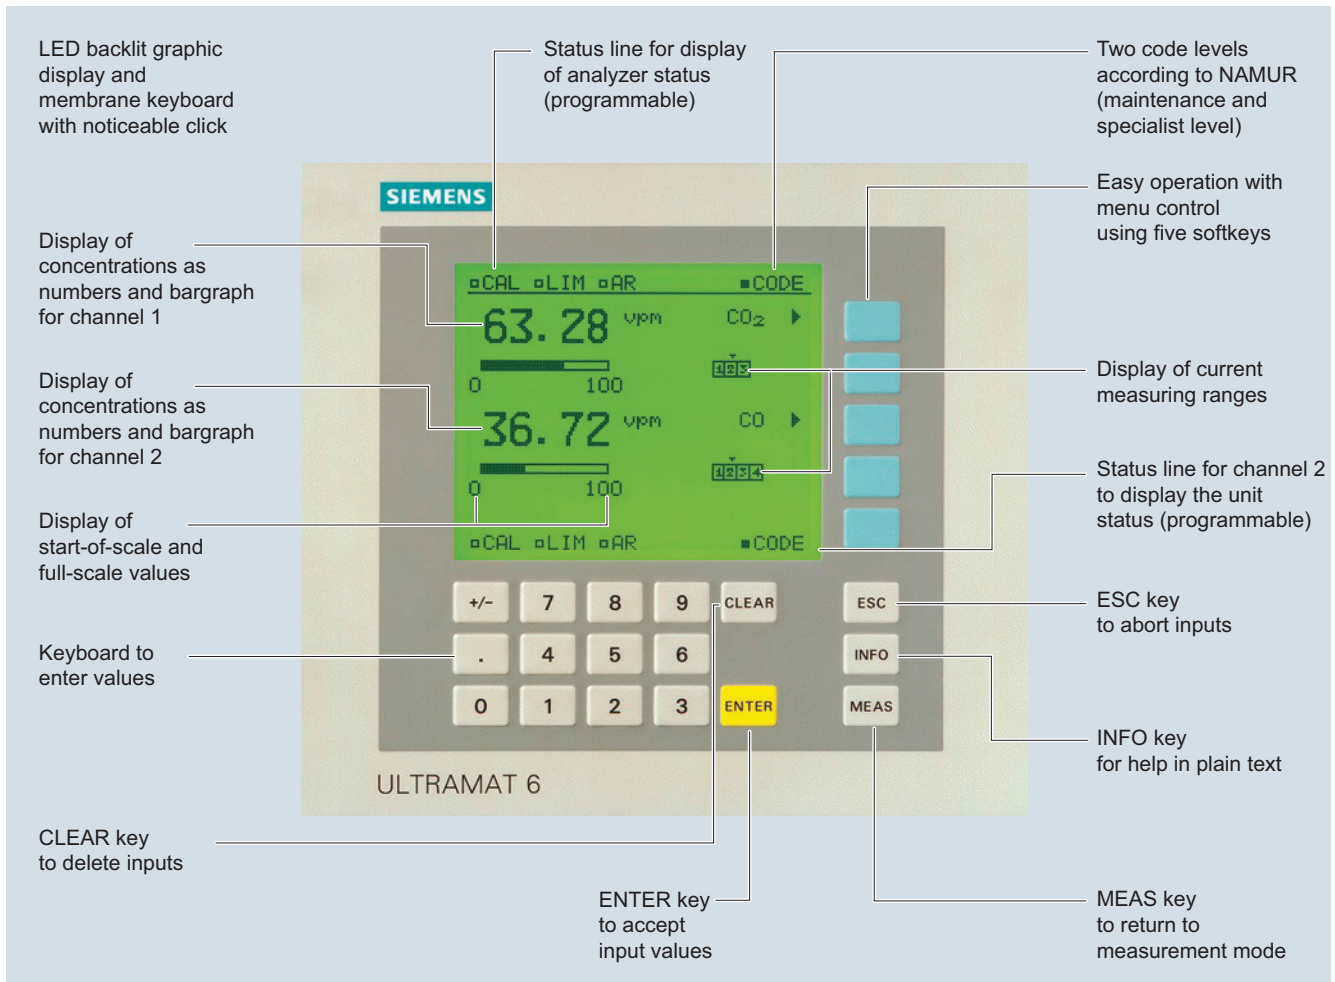 LED backlit graphic
display and
membrane keyboard
with noticeable click
Status line for display
of analyzer status
(programmable)
Two code levels
according to NAMUR
(maintenance and
specialist level)
Easy operation with
menu control
using five softkeys
SIEMENS
Display of
concentrations as
numbers and bargraph
for channel 1
CAL LIM AR CODE
63.28 vpm CO₂
1 2 3
0 100
Display of current
measuring ranges
Display of
concentrations as
numbers and bargraph
for channel 2
36.72 vpm CO
1 2 3 4
0 100
Status line for channel 2
to display the unit
status (programmable)
Display of
start-of-scale and
full-scale values
CAL LIM AR CODE
+/- 7 8 9 CLEAR ESC
. 4 5 6 INFO
0 1 2 3 ENTER MEAS
ESC key
to abort inputs
Keyboard to
enter values
INFO key
for help in plain text
ULTRAMAT 6
CLEAR key
to delete inputs
ENTER key
to accept
input values
MEAS key
to return to
measurement mode